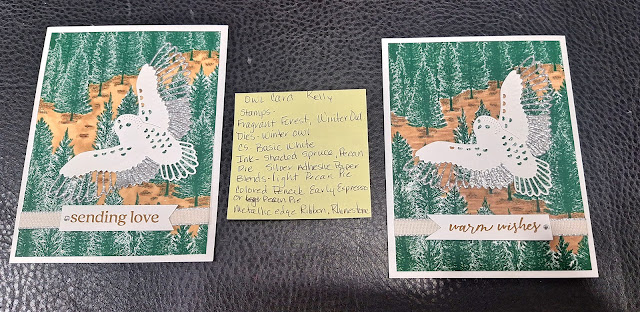 sending love
Owl Card Kelly
Stamps-
Fragrant Forest, Winter Owl
Dies- Winter owl
CS Basic White
Ink- Shaded Spruce, Pecan
Pie Silver Adhesive Paper
Blends- Light Pecan Pie
Colored Pencil Early Espresso
or Pecan Pie
Metallic edge Ribbon, Rhinestone
warm wishes